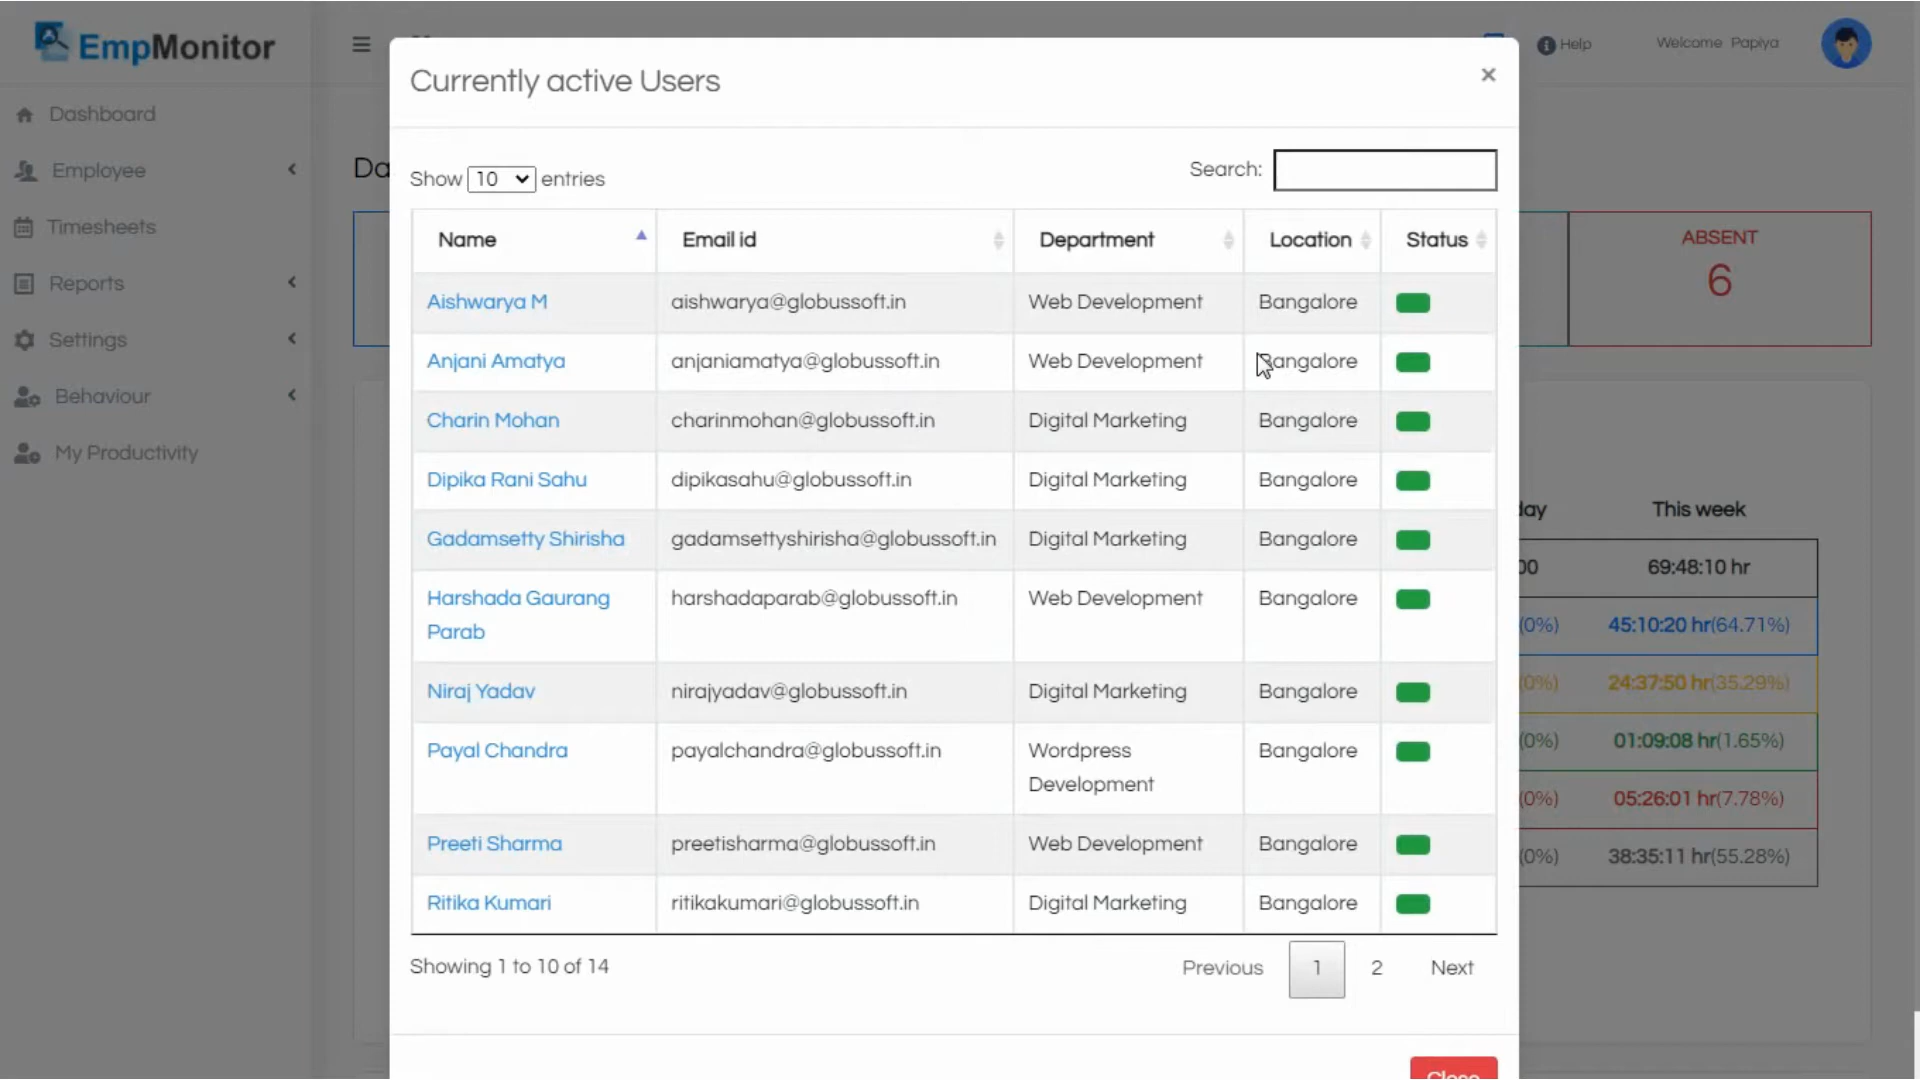 EmpMonitor
Help
Welcome Papiya
Dashboard
Employee
Timesheets
Reports
Settings
Behaviour
My Productivity
Currently active Users
×
Show 10 entries
Search:
Name Email id Department Location Status
Aishwarya M aishwarya@globussoft.in Web Development Bangalore
Anjani Amatya anjaniamatya@globussoft.in Web Development Bangalore
Charin Mohan charinmohan@globussoft.in Digital Marketing Bangalore
Dipika Rani Sahu dipikasahu@globussoft.in Digital Marketing Bangalore
Gadamsetty Shirisha gadamsettyshirisha@globussoft.in Digital Marketing Bangalore
Harshada Gaurang harshadaparab@globussoft.in Web Development Bangalore
Parab
Niraj Yadav nirajyadav@globussoft.in Digital Marketing Bangalore
Payal Chandra payalchandra@globussoft.in Wordpress Bangalore
Development
Preeti Sharma preetisharma@globussoft.in Web Development Bangalore
Ritika Kumari ritikakumari@globussoft.in Digital Marketing Bangalore
Showing 1 to 10 of 14
Previous 1 2 Next
Close
ABSENT
6
This week
69:48:10 hr
(0%) 45:10:20 hr(64.71%)
(0%) 24:37:50 hr(35.29%)
(0%) 01:09:08 hr(1.65%)
(0%) 05:26:01 hr(7.78%)
(0%) 38:35:11 hr(55.28%)